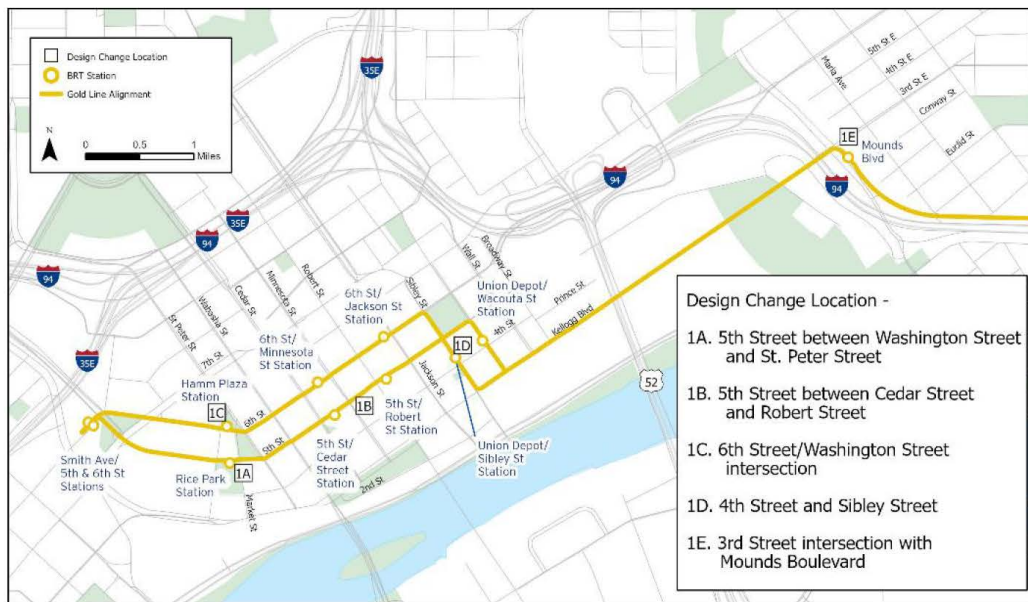 Design Change Location
BRT Station
Gold Line Alignment
N
0 0.5 1
Miles
35E
94
35E
94
94
35E
94
52
Maria Ave
5th St E
4th St E
3rd St E
Conway St
Euclid St
1E
Mounds
Blvd
St Peter St
Wabasha St
7th St
Cedar St
Minnesota St
Robert St
Sibley St
Wall St
Broadway St
Prince St
4th St
Kellogg Blvd
Jackson St
6th St
5th St
2nd St
Market St
6th St/
Jackson St
Station
Union Depot/
Wacouta St
Station
6th St/
Minnesota
St Station
1D
Hamm Plaza
Station
1C
1B
5th St/
Robert
St Station
5th St/
Cedar
Street
Station
Union Depot/
Sibley St
Station
Smith Ave/
5th & 6th St
Stations
Rice Park
Station
1A
Design Change Location -
1A. 5th Street between Washington Street
and St. Peter Street
1B. 5th Street between Cedar Street
and Robert Street
1C. 6th Street/Washington Street
intersection
1D. 4th Street and Sibley Street
1E. 3rd Street intersection with
Mounds Boulevard